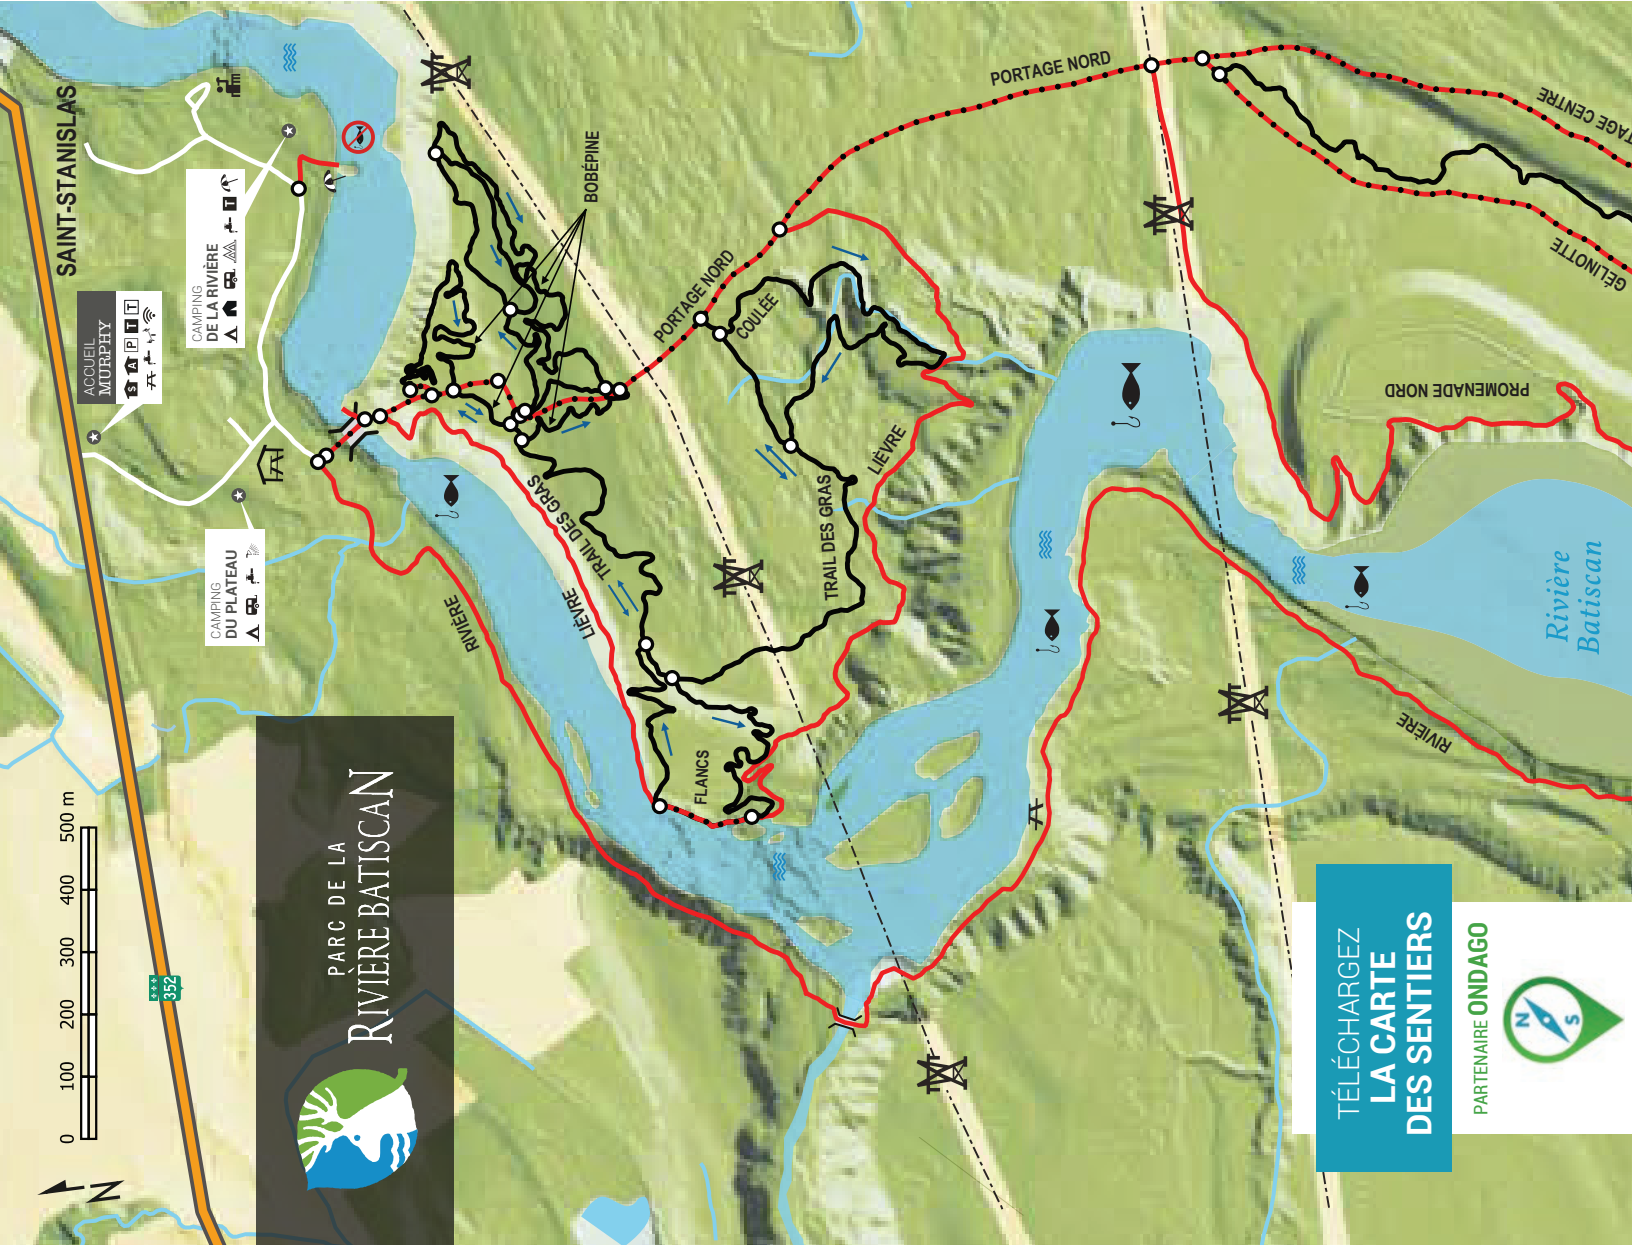 SAINT-STANISLAS
ACCUEIL
MURPHY
S A P T T
CAMPING
DE LA RIVIÈRE
T
CAMPING
DU PLATEAU
BOBÉPINE
PORTAGE NORD
PORTAGE NORD
COULÉE
TRAIL DES GRAS
TRAIL DES GRAS
LIÈVRE
LIÈVRE
RIVIÈRE
RIVIÈRE
FLANCS
PROMENADE NORD
GÉLINOTTE
TAGE CENTRE
Rivière
Batiscan
0 100 200 300 400 500 m
352
N
PARC DE LA
RIVIÈRE BATISCAN
TÉLÉCHARGEZ
LA CARTE
DES SENTIERS
PARTENAIRE ONDAGO
N
S